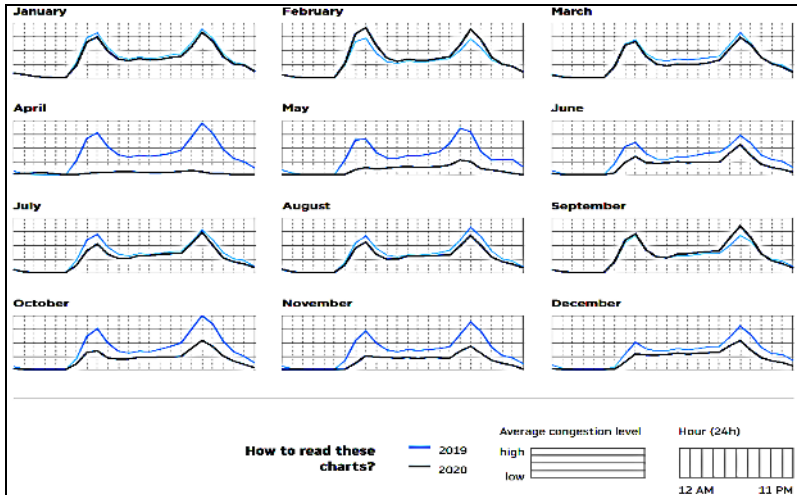 January
February
March
April
May
June
July
August
September
October
November
December
How to read these
charts?
2019
2020
Average congestion level
high
low
Hour (24h)
12 AM
11 PM